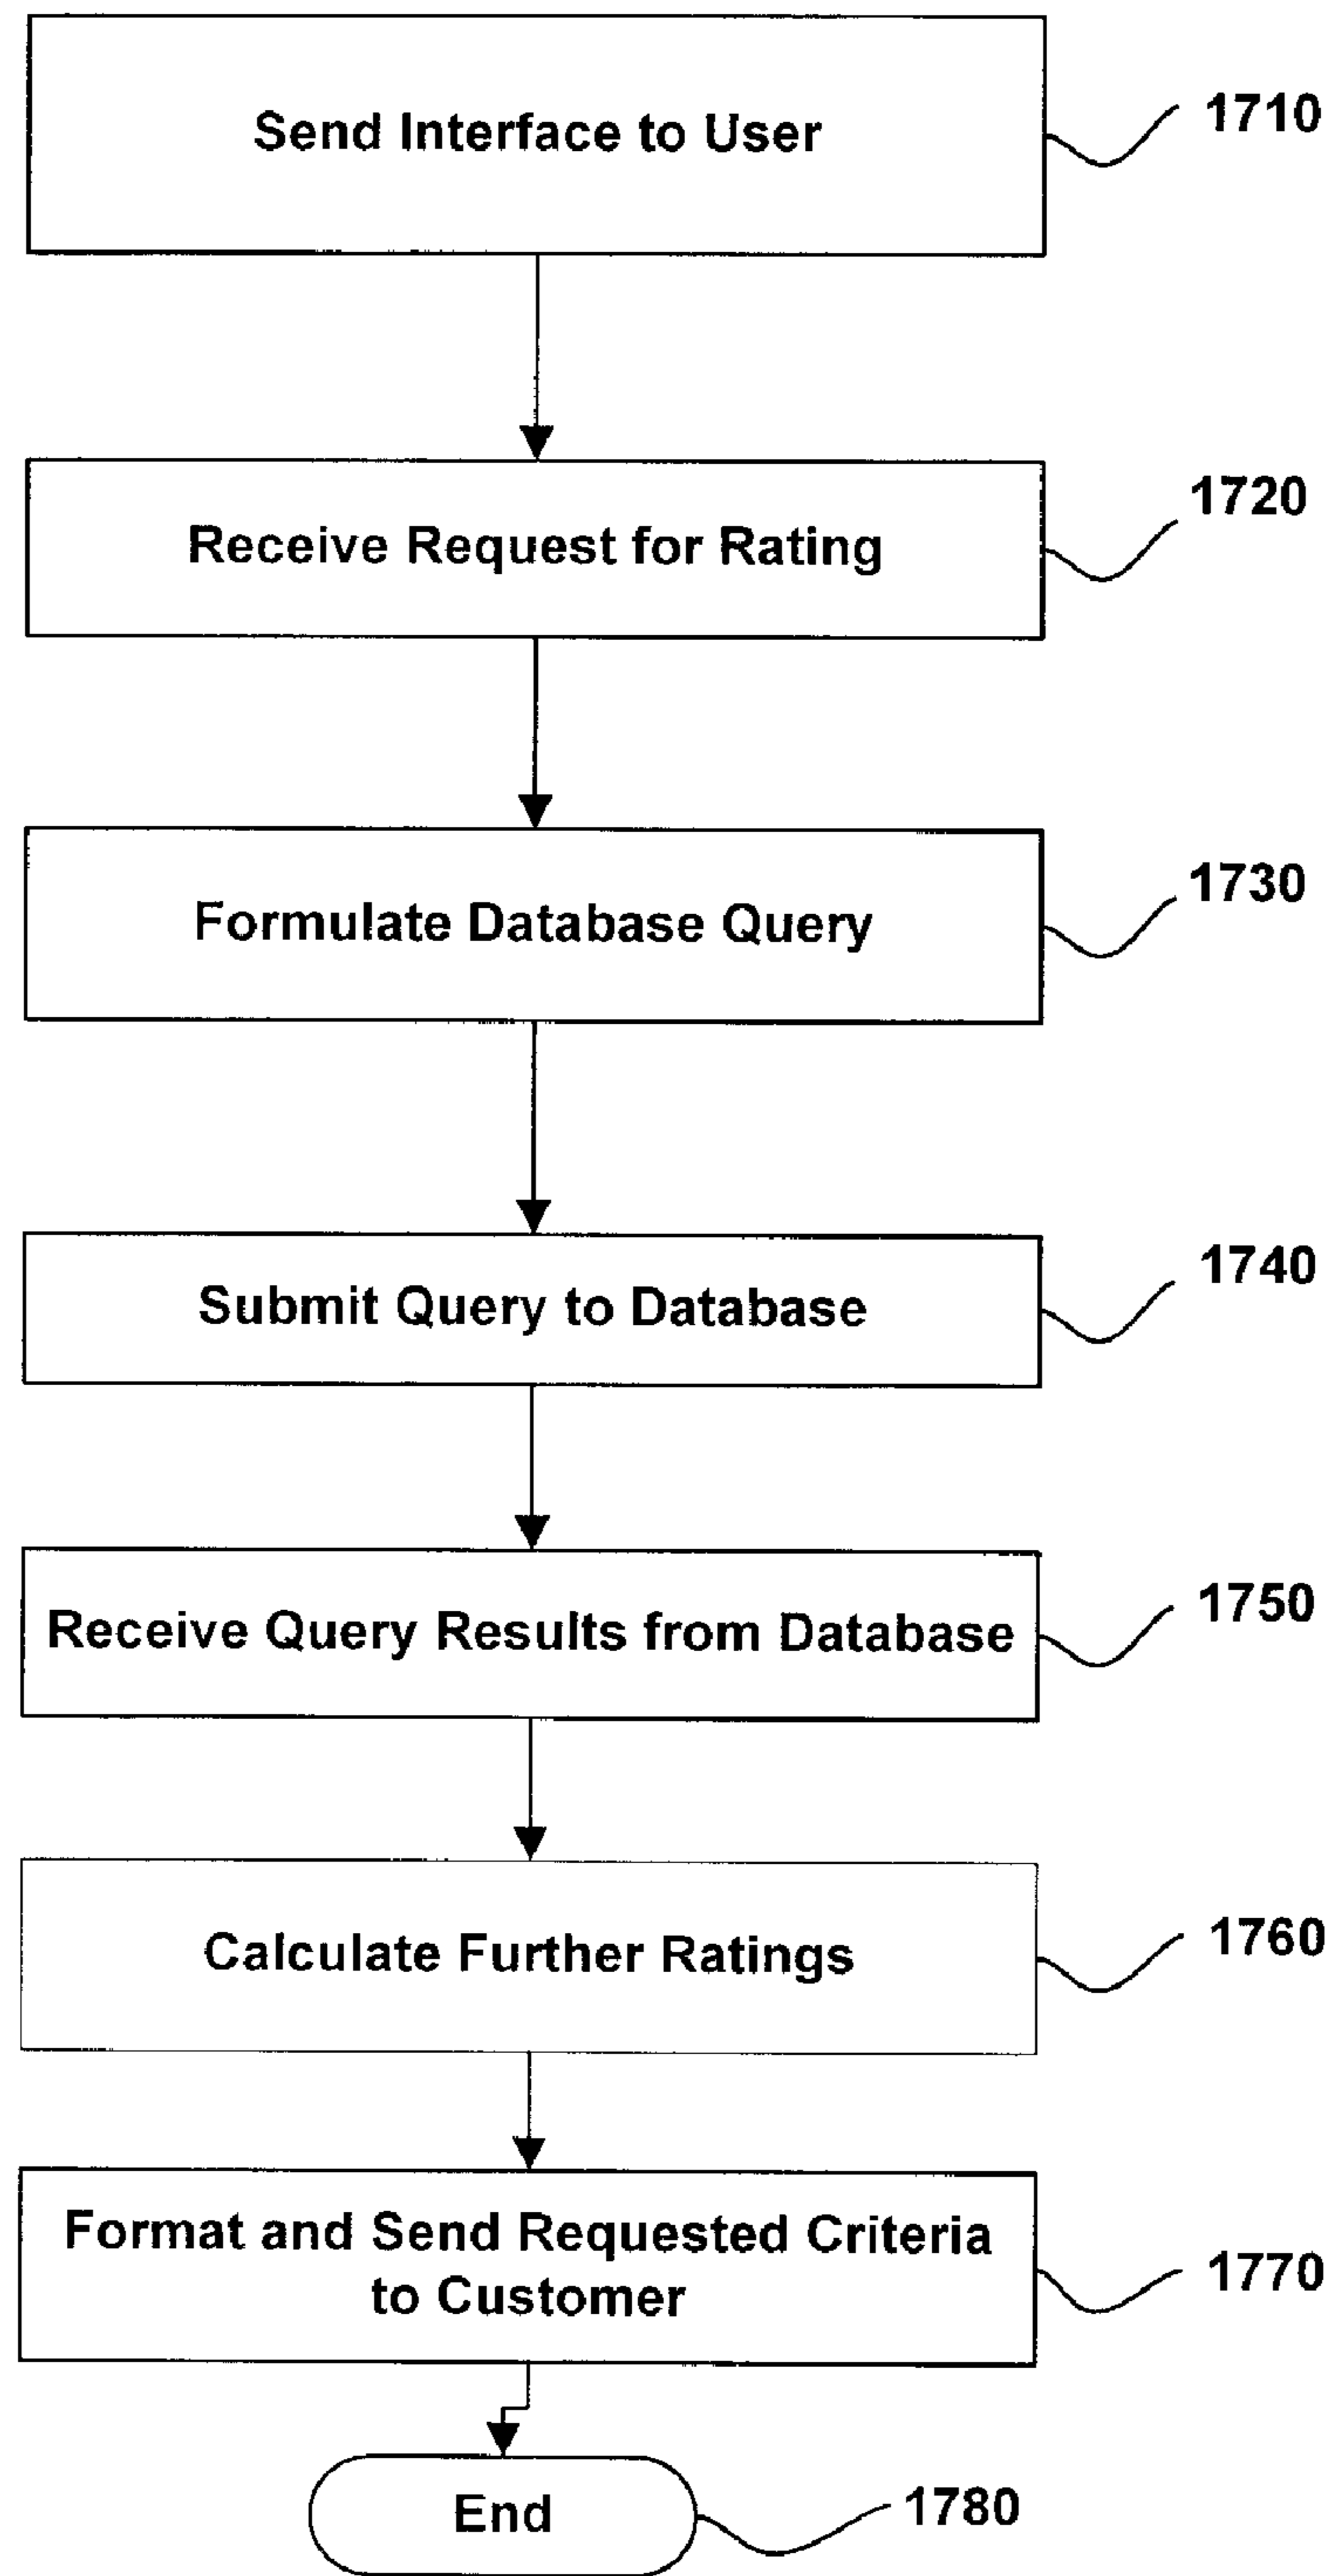 Send Interface to User
1710
Receive Request for Rating
1720
Formulate Database Query
1730
Submit Query to Database
1740
Receive Query Results from Database
1750
Calculate Further Ratings
1760
Format and Send Requested Criteria
to Customer
1770
End
1780